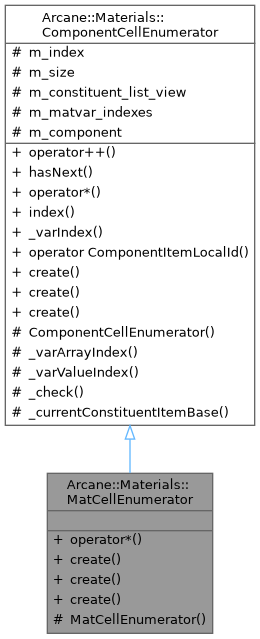 Arcane::Materials::
ComponentCellEnumerator
# m_index
# m_size
# m_constituent_list_view
# m_matvar_indexes
# m_component
+ operator++()
+ hasNext()
+ operator*()
+ index()
+ _varIndex()
+ operator ComponentItemLocalId()
+ create()
+ create()
+ create()
# ComponentCellEnumerator()
# _varArrayIndex()
# _varValueIndex()
# _check()
# _currentConstituentItemBase()
Arcane::Materials::
MatCellEnumerator
+ operator*()
+ create()
+ create()
+ create()
# MatCellEnumerator()